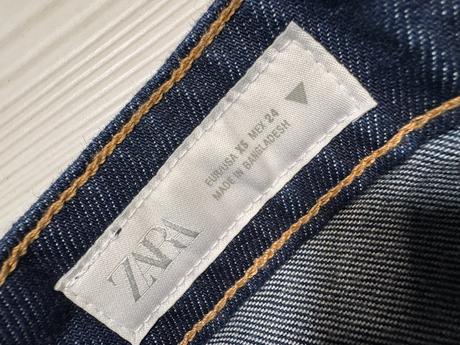 ZARA
EUR/USA XS MEX 24
MADE IN BANGLADESH